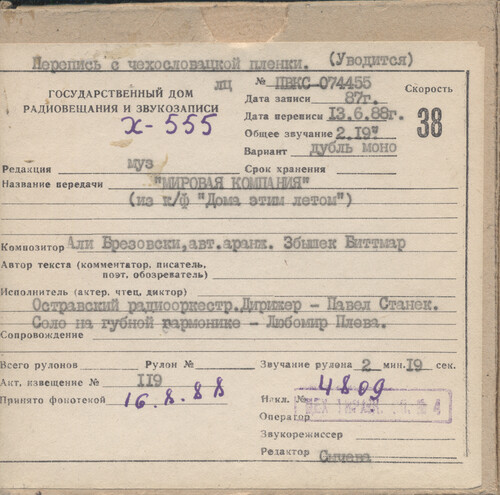 Перепись с чехословацкой пленки. (Уводится)
ЛЦ № ПВКС-074455
ГОСУДАРСТВЕННЫЙ ДОМ
РАДИОВЕЩАНИЯ И ЗВУКОЗАПИСИ
х-555
Дата записи 87г.
Дата переписи 13.6.88г.
Общее звучание 2.19"
Вариант дубль моно
Скорость
38
Редакция муз Срок хранения
Название передачи "МИРОВАЯ КОМПАНИЯ"
(из к/ф "Дома этим летом")
Композитор Али Брезовски,авт.аранж. Збышек Биттмар
Автор текста (комментатор, писатель,
поэт, обозреватель)
Исполнитель (актер, чтец, диктор)
Остравский радиооркестр.Дирижер - Павел Станек.
Соло на губной гармонике - Любомир Плева.
Сопровождение
Всего рулонов Рулон № Звучание рулона 2 мин. 19 сек.
Акт, извещение № 119
Принято фонотекой 16.8.88
Накл. № 4809
Оператор
Звукорежиссер
Редактор Сычева